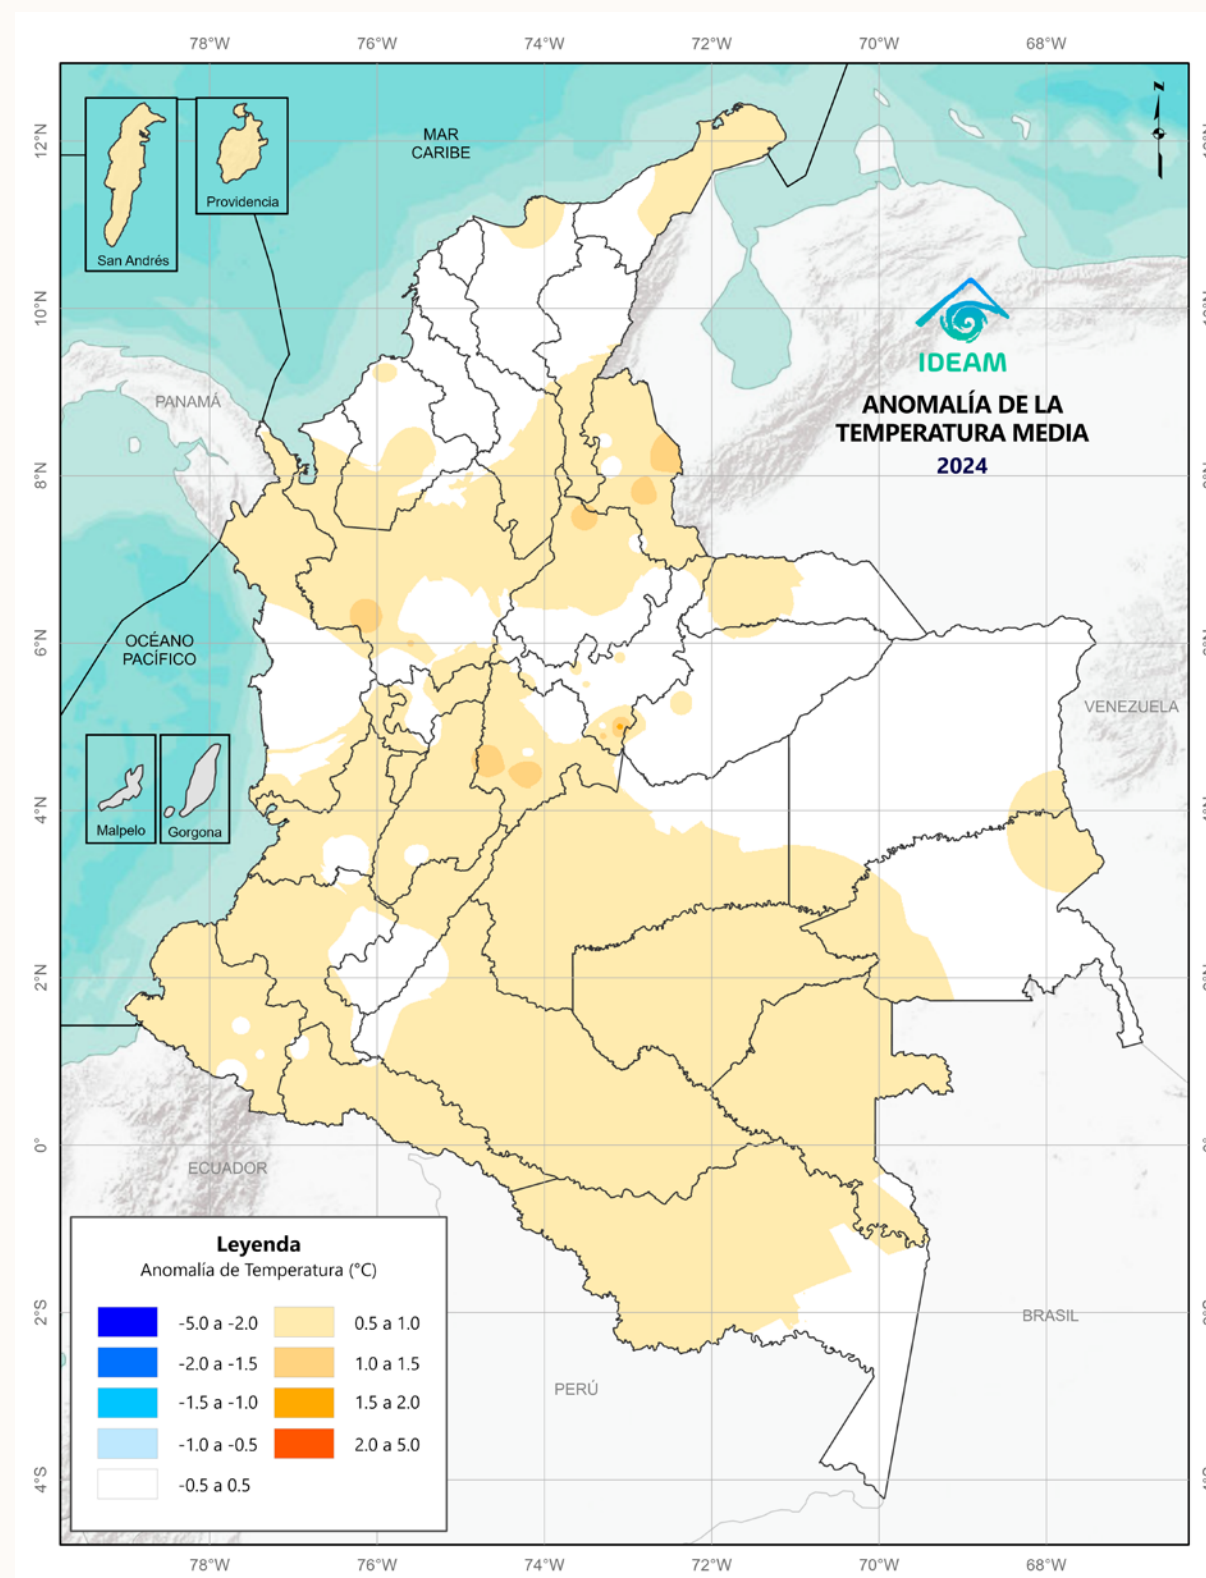 78°W
76°W
74°W
72°W
70°W
68°W
12°N
10°N
8°N
6°N
4°N
2°N
0°
2°S
4°S
San Andrés
Providencia
MAR
CARIBE
N
IDEAM
ANOMALÍA DE LA
TEMPERATURA MEDIA
2024
PANAMÁ
OCÉANO
PACÍFICO
VENEZUELA
Malpelo
Gorgona
ECUADOR
BRASIL
PERÚ
Leyenda
Anomalía de Temperatura (°C)
-5.0 a -2.0
0.5 a 1.0
-2.0 a -1.5
1.0 a 1.5
-1.5 a -1.0
1.5 a 2.0
-1.0 a -0.5
2.0 a 5.0
-0.5 a 0.5
78°W
76°W
74°W
72°W
70°W
68°W